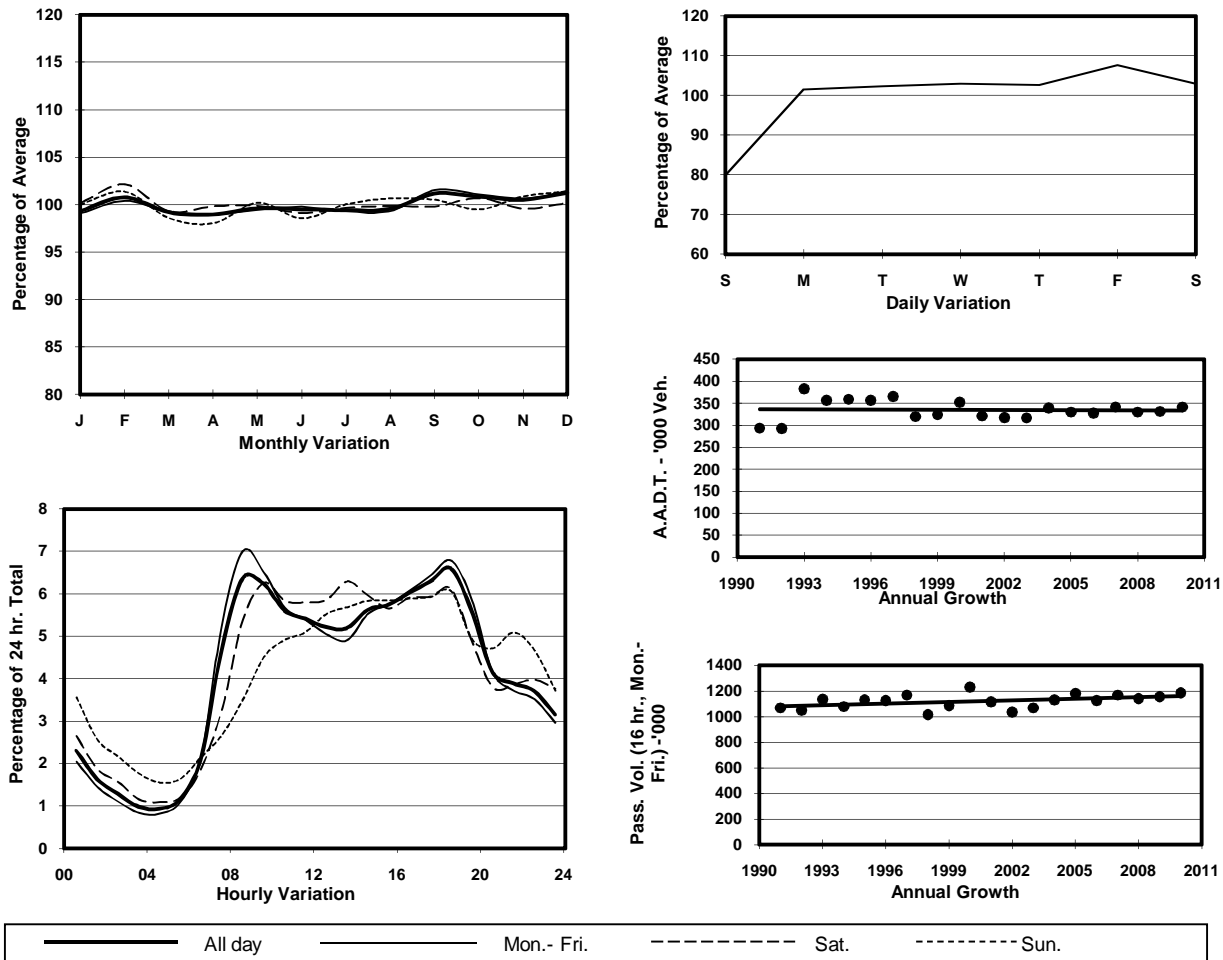 120
115
110
105
100
95
90
85
80
Percentage of Average
J F M A M J J A S O N D
Monthly Variation
120
110
100
90
80
70
60
Percentage of Average
S M T W T F S
Daily Variation
450
400
350
300
250
200
150
100
50
0
A.A.D.T. - '000 Veh.
1990 1993 1996 1999 2002 2005 2008 2011
Annual Growth
8
7
6
5
4
3
2
1
0
Percentage of 24 hr. Total
00 04 08 12 16 20 24
Hourly Variation
1400
1200
1000
800
600
400
200
0
Pass. Vol. (16 hr., Mon.-
Fri.) -'000
1990 1993 1996 1999 2002 2005 2008 2011
Annual Growth
All day Mon.- Fri. Sat. Sun.